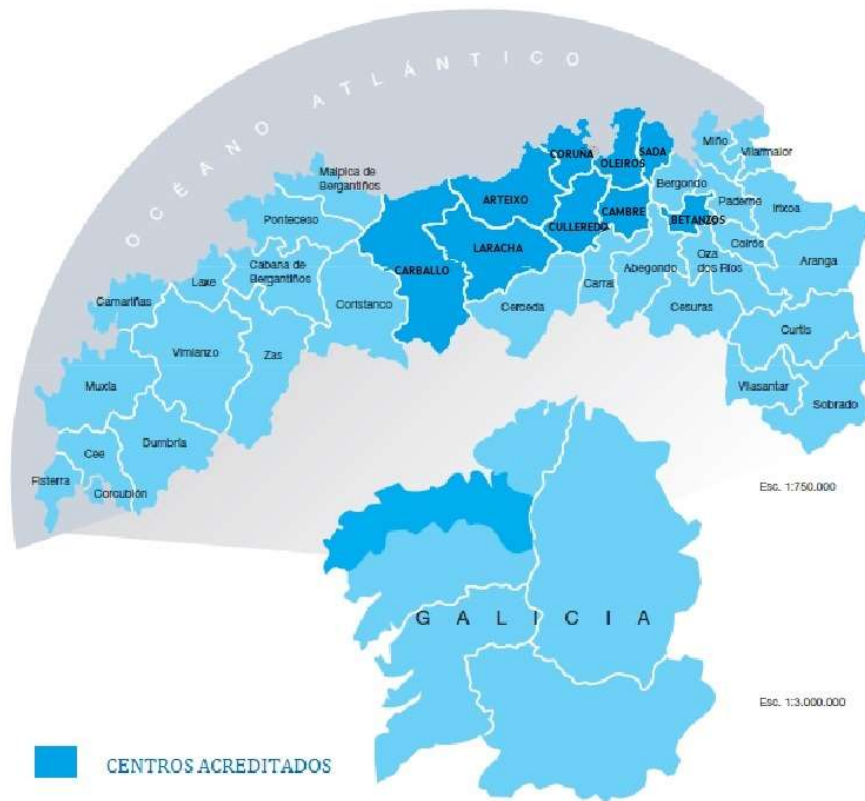 OCÉANO ATLÁNTICO
Malpica de
Bergantiños
CORUÑA
OLEIROS
SADA
Miño
Vilarmaior
Ponteceso
ARTEIXO
Bergondo
Paderne
Irixoa
CULLEREDO
CAMBRE
BETANZOS
LARACHA
Cabana de
Bergantiños
Laxe
CARBALLO
Coirós
Oza
dos Ríos
Aranga
Camariñas
Coristanco
Cerceda
Carral
Abegondo
Cesuras
Curtis
Vimianzo
Zas
Muxía
Vilasantar
Sobrado
Dumbría
Cee
Fisterra
Corcubión
Esc. 1:750.000
GALICIA
Esc. 1:3.000.000
CENTROS ACREDITADOS